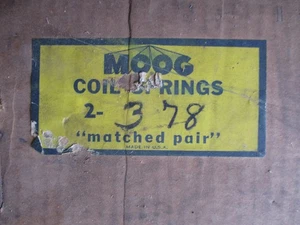 MOOG
COIL SPRINGS
2- 378
"matched pair"
MADE IN U.S.A.